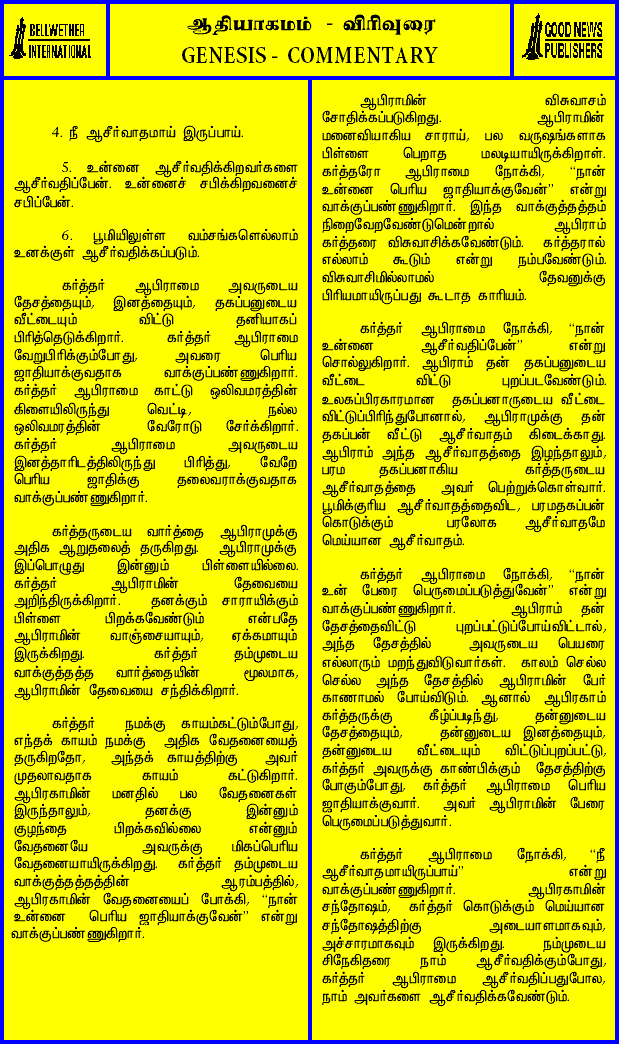 BELLWETHER
INTERNATIONAL
ஆதியாகமம் - விரிவுரை
GENESIS - COMMENTARY
GOOD NEWS
PUBLISHERS
4. நீ ஆசீர்வாதமாய் இருப்பாய்.
5. உன்னை ஆசீர்வதிக்கிறவர்களை
ஆசீர்வதிப்பேன். உன்னைச் சபிக்கிறவனைச்
சபிப்பேன்.
6. பூமியிலுள்ள வம்சங்களெல்லாம்
உனக்குள் ஆசீர்வதிக்கப்படும்.
கர்த்தர் ஆபிராமை அவருடைய
தேசத்தையும், இனத்தையும், தகப்பனுடைய
வீட்டையும் விட்டு தனியாகப்
பிரித்தெடுக்கிறார். கர்த்தர் ஆபிராமை
வேறுபிரிக்கும்போது, அவரை பெரிய
ஜாதியாக்குவதாக வாக்குப்பண்ணுகிறார்.
கர்த்தர் ஆபிராமை காட்டு ஒலிவமரத்தின்
கிளையிலிருந்து வெட்டி, நல்ல
ஒலிவமரத்தின் வேரோடு சேர்க்கிறார்.
கர்த்தர் ஆபிராமை அவருடைய
இனத்தாரிடத்திலிருந்து பிரித்து, வேறே
பெரிய ஜாதிக்கு தலைவராக்குவதாக
வாக்குப்பண்ணுகிறார்.
கர்த்தருடைய வார்த்தை ஆபிராமுக்கு
அதிக ஆறுதலைத் தருகிறது. ஆபிராமுக்கு
இப்பொழுது இன்னும் பிள்ளையில்லை.
கர்த்தர் ஆபிராமின் தேவையை
அறிந்திருக்கிறார். தனக்கும் சாராயிக்கும்
பிள்ளை பிறக்கவேண்டும் என்பதே
ஆபிராமின் வாஞ்சையாயும், ஏக்கமாயும்
இருக்கிறது. கர்த்தர் தம்முடைய
வாக்குத்தத்த வார்த்தையின் மூலமாக,
ஆபிராமின் தேவையை சந்திக்கிறார்.
கர்த்தர் நமக்கு காயம்கட்டும்போது,
எந்தக் காயம் நமக்கு அதிக வேதனையைத்
தருகிறதோ, அந்தக் காயத்திற்கு அவர்
முதலாவதாக காயம் கட்டுகிறார்.
ஆபிரகாமின் மனதில் பல வேதனைகள்
இருந்தாலும், தனக்கு இன்னும்
குழந்தை பிறக்கவில்லை என்னும்
வேதனையே அவருக்கு மிகப்பெரிய
வேதனையாயிருக்கிறது. கர்த்தர் தம்முடைய
வாக்குத்தத்தத்தின் ஆரம்பத்தில்,
ஆபிரகாமின் வேதனையைப் போக்கி, “நான்
உன்னை பெரிய ஜாதியாக்குவேன்” என்று
வாக்குப்பண்ணுகிறார்.
ஆபிராமின் விசுவாசம்
சோதிக்கப்படுகிறது. ஆபிராமின்
மனைவியாகிய சாராய், பல வருஷங்களாக
பிள்ளை பெறாத மலடியாயிருக்கிறாள்.
கர்த்தரோ ஆபிராமை நோக்கி, “நான்
உன்னை பெரிய ஜாதியாக்குவேன்” என்று
வாக்குப்பண்ணுகிறார். இந்த வாக்குத்தத்தம்
நிறைவேறவேண்டுமென்றால் ஆபிராம்
கர்த்தரை விசுவாசிக்கவேண்டும். கர்த்தரால்
எல்லாம் கூடும் என்று நம்பவேண்டும்.
விசுவாசிமில்லாமல் தேவனுக்கு
பிரியமாயிருப்பது கூடாத காரியம்.
கர்த்தர் ஆபிராமை நோக்கி, “நான்
உன்னை ஆசீர்வதிப்பேன்” என்று
சொல்லுகிறார். ஆபிராம் தன் தகப்பனுடைய
வீட்டை விட்டு புறப்படவேண்டும்.
உலகப்பிரகாரமான தகப்பனாருடைய வீட்டை
விட்டுப்பிரிந்துபோனால், ஆபிராமுக்கு தன்
தகப்பன் வீட்டு ஆசீர்வாதம் கிடைக்காது.
ஆபிராம் அந்த ஆசீர்வாதத்தை இழந்தாலும்,
பரம தகப்பனாகிய கர்த்தருடைய
ஆசீர்வாதத்தை அவர் பெற்றுக்கொள்வார்.
பூமிக்குரிய ஆசீர்வாதத்தைவிட, பரமதகப்பன்
கொடுக்கும் பரலோக ஆசீர்வாதமே
மெய்யான ஆசீர்வாதம்.
கர்த்தர் ஆபிராமை நோக்கி, “நான்
உன் பேரை பெருமைப்படுத்துவேன்” என்று
வாக்குப்பண்ணுகிறார். ஆபிராம் தன்
தேசத்தைவிட்டு புறப்பட்டுப்போய்விட்டால்,
அந்த தேசத்தில் அவருடைய பெயரை
எல்லாரும் மறந்துவிடுவார்கள். காலம் செல்ல
செல்ல அந்த தேசத்தில் ஆபிராமின் பேர்
காணாமல் போய்விடும். ஆனால் ஆபிரகாம்
கர்த்தருக்கு கீழ்ப்படிந்து, தன்னுடைய
தேசத்தையும், தன்னுடைய இனத்தையும்,
தன்னுடைய வீட்டையும் விட்டுப்புறப்பட்டு,
கர்த்தர் அவருக்கு காண்பிக்கும் தேசத்திற்கு
போகும்போது, கர்த்தர் ஆபிராமை பெரிய
ஜாதியாக்குவார். அவர் ஆபிராமின் பேரை
பெருமைப்படுத்துவார்.
கர்த்தர் ஆபிராமை நோக்கி, “நீ
ஆசீர்வாதமாயிருப்பாய்” என்று
வாக்குப்பண்ணுகிறார். ஆபிரகாமின்
சந்தோஷம், கர்த்தர் கொடுக்கும் மெய்யான
சந்தோஷத்திற்கு அடையாளமாகவும்,
அச்சாரமாகவும் இருக்கிறது. நம்முடைய
சிநேகிதரை நாம் ஆசீர்வதிக்கும்போது,
கர்த்தர் ஆபிராமை ஆசீர்வதிப்பதுபோல,
நாம் அவர்களை ஆசீர்வதிக்கவேண்டும்.